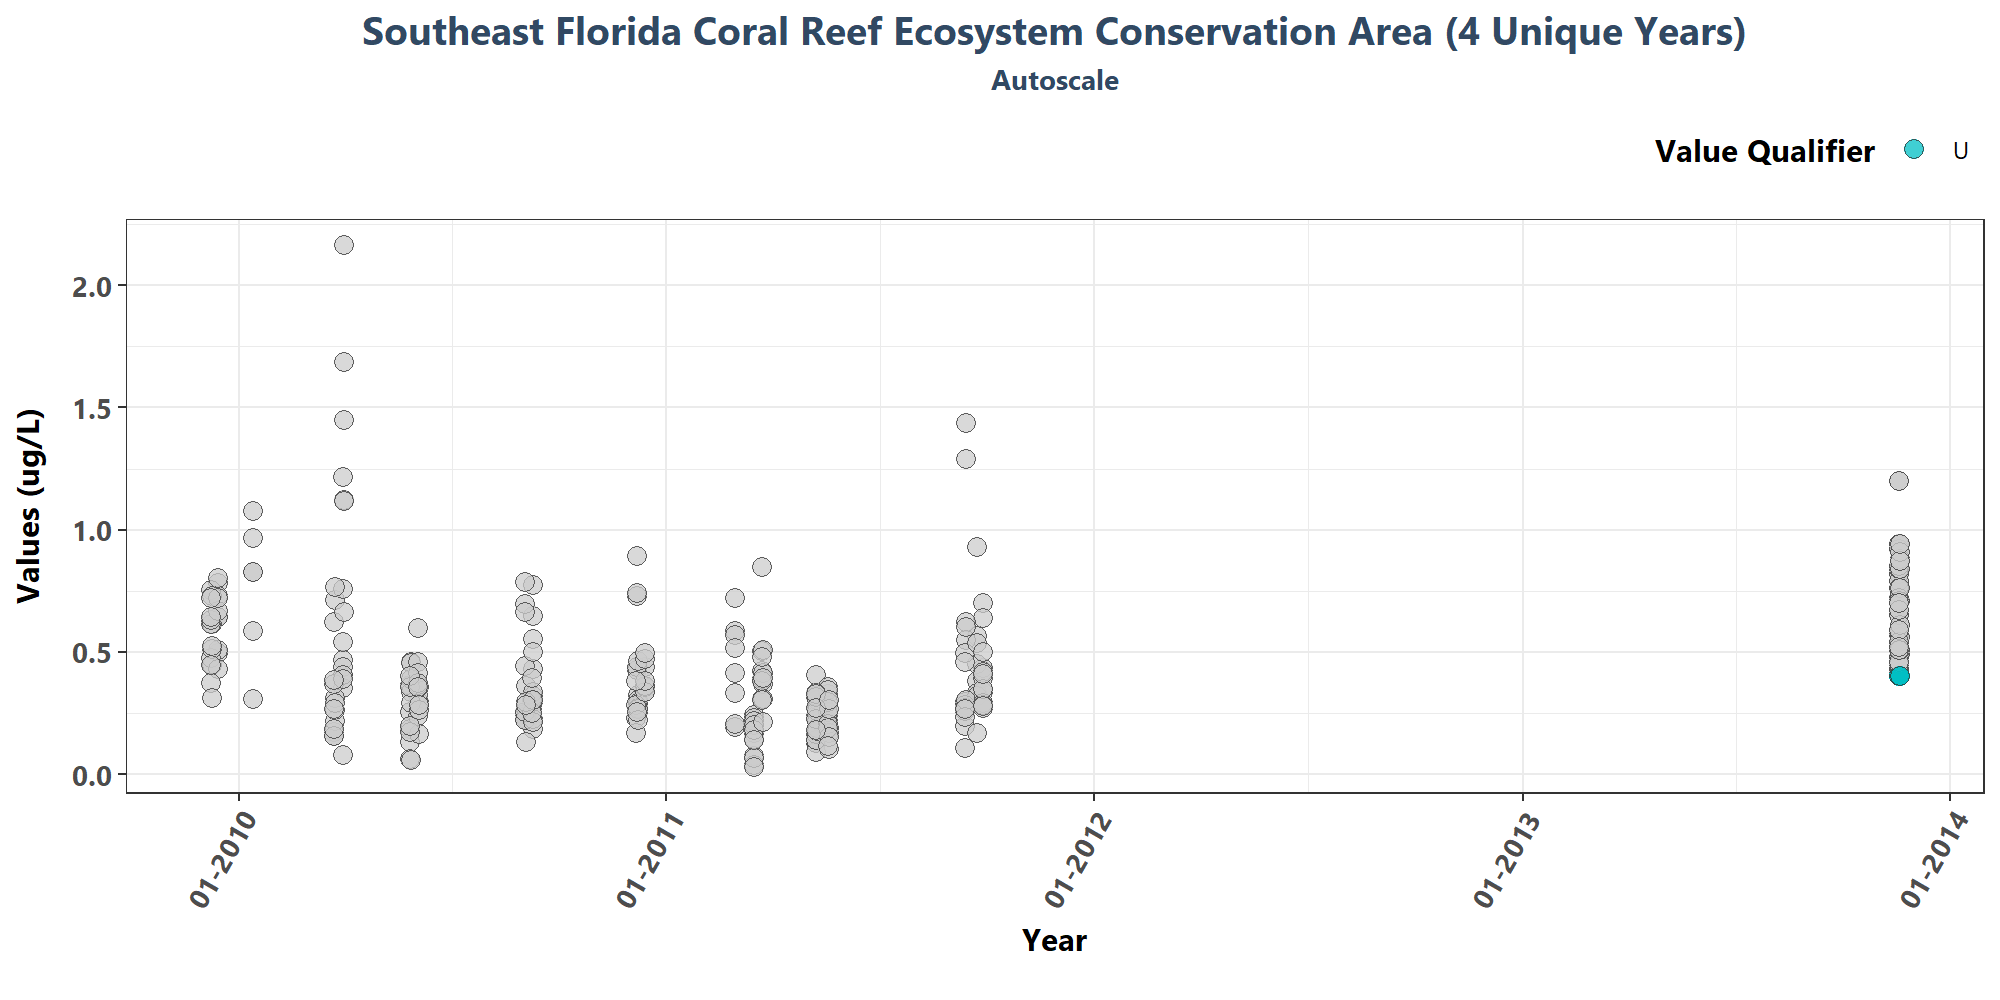 Southeast Florida Coral Reef Ecosystem Conservation Area (4 Unique Years)
Autoscale
Value Qualifier U
Values (ug/L)
2.0
1.5
1.0
0.5
0.0
01-2010 01-2011 01-2012 01-2013 01-2014
Year